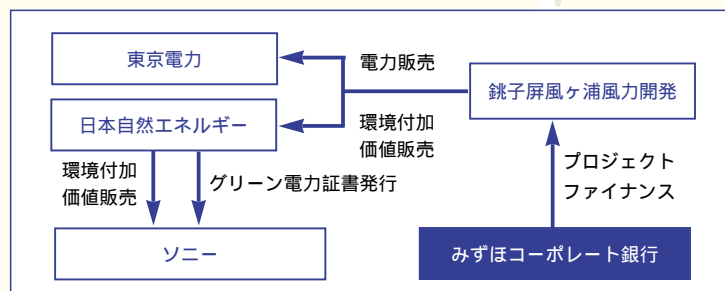 東京電力
電力販売
銚子屏風ヶ浦風力開発
日本自然エネルギー
環境付加
価値販売
環境付加
価値販売
グリーン電力証書発行
プロジェクト
ファイナンス
ソニー
みずほコーポレート銀行